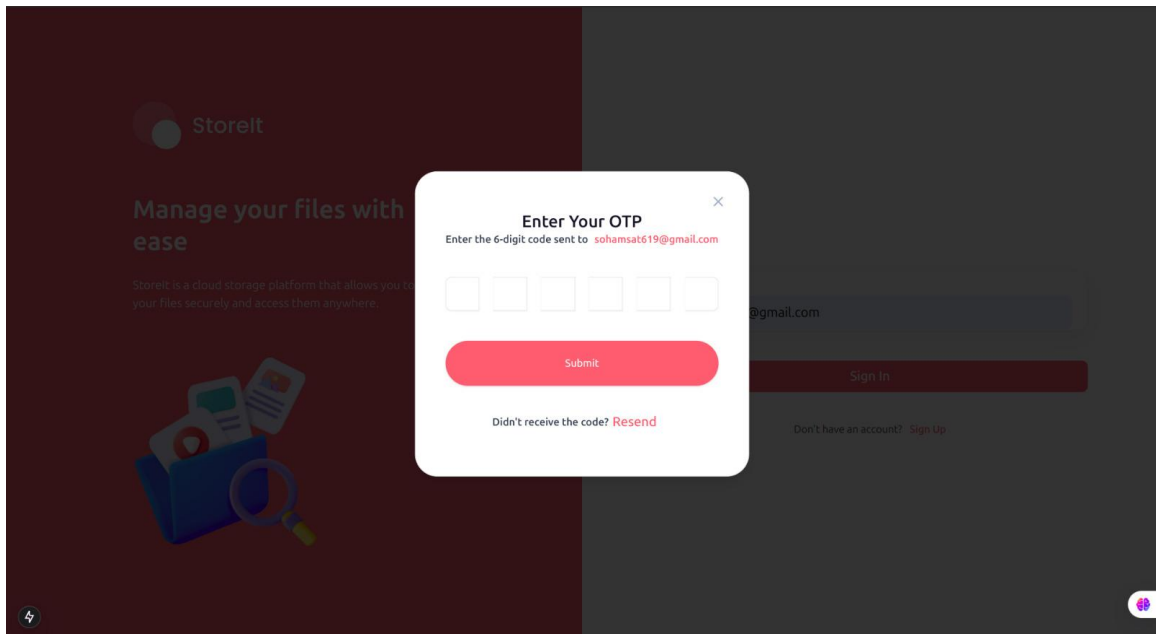 StoreIt
Manage your files with
ease
StoreIt is a cloud storage platform that allows you to
your files securely and access them anywhere.
Enter Your OTP
Enter the 6-digit code sent to sohamsat619@gmail.com
Submit
Didn't receive the code? Resend
@gmail.com
Sign In
Don't have an account? Sign Up